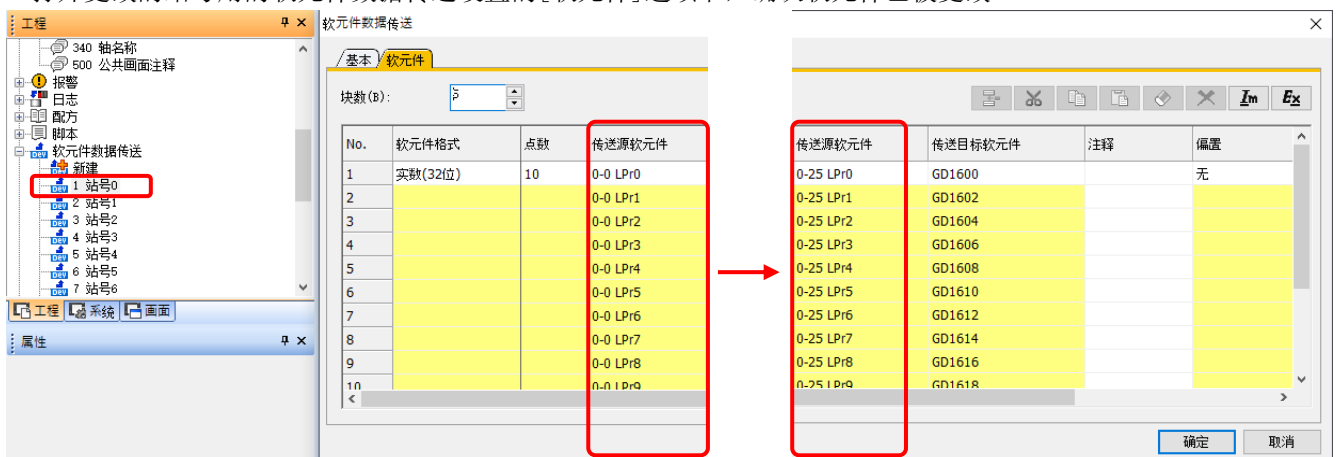 工程
340 轴名称
500 公共画面注释
报警
日志
配方
脚本
软元件数据传送
新建
1 站号0
2 站号1
3 站号2
4 站号3
5 站号4
6 站号5
7 站号6
工程 系统 画面
属性
软元件数据传送
基本 软元件
块数(B):
Im Ex
No. 软元件格式 点数 传送源软元件 传送源软元件 传送目标软元件 注释 偏置
1 实数(32位) 10 0-0 LPr0 0-25 LPr0 GD1600 无
2 0-0 LPr1 0-25 LPr1 GD1602
3 0-0 LPr2 0-25 LPr2 GD1604
4 0-0 LPr3 0-25 LPr3 GD1606
5 0-0 LPr4 0-25 LPr4 GD1608
6 0-0 LPr5 0-25 LPr5 GD1610
7 0-0 LPr6 0-25 LPr6 GD1612
8 0-0 LPr7 0-25 LPr7 GD1614
9 0-0 LPr8 0-25 LPr8 GD1616
10 0-0 LPr9 0-25 LPr9 GD1618
确定 取消